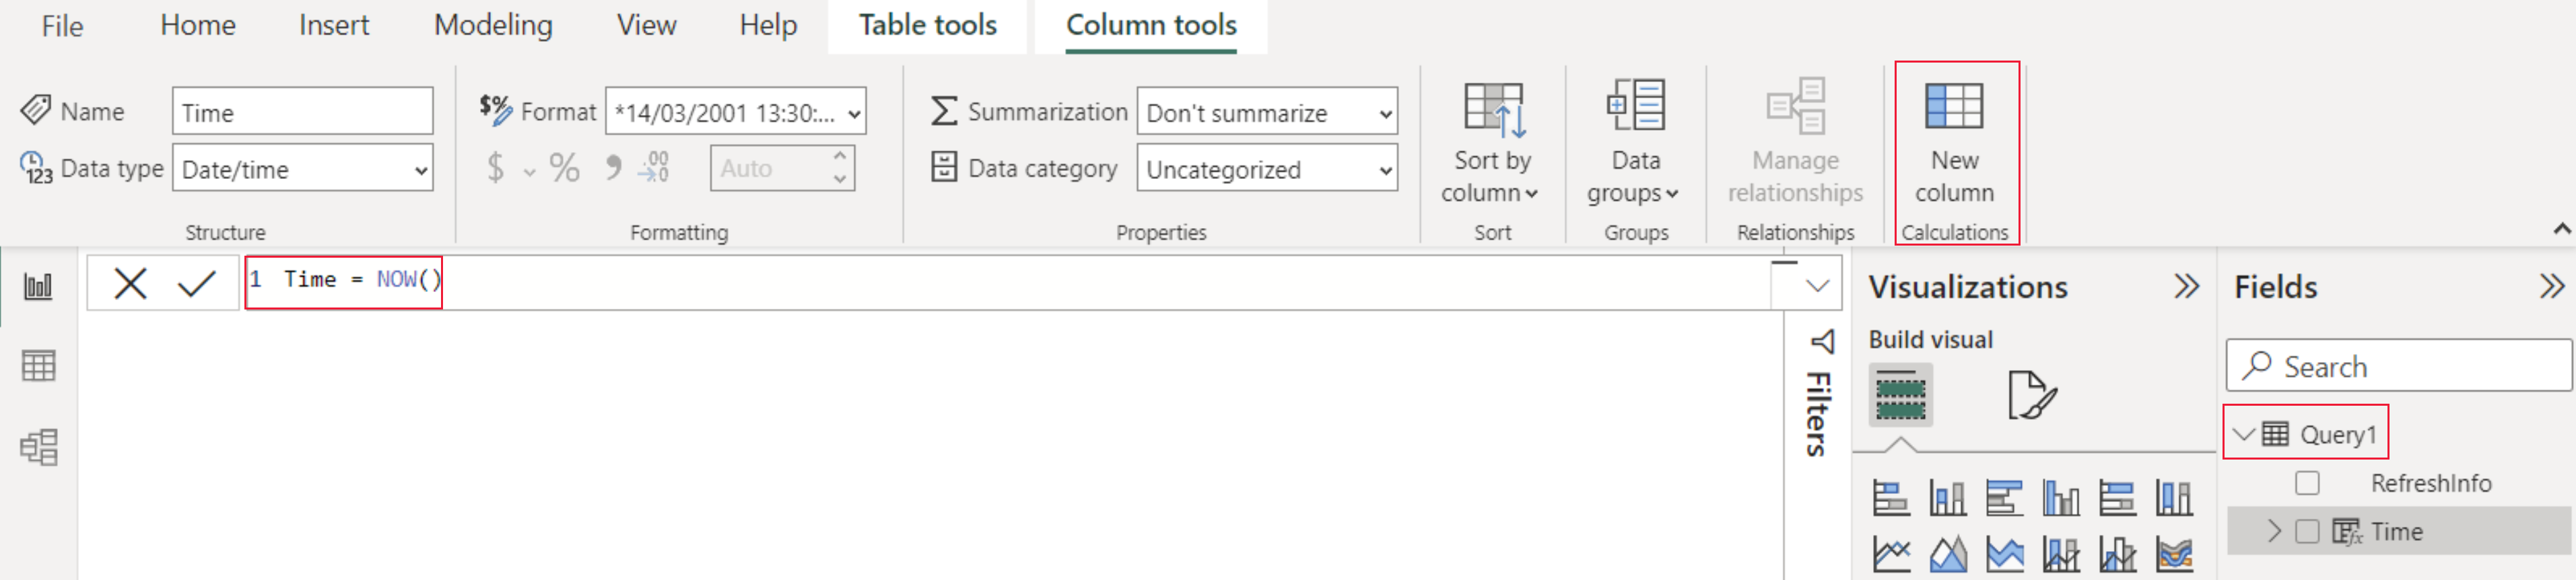 File Home Insert Modeling View Help Table tools Column tools
Name Time
Data type Date/time
Structure
$% Format *14/03/2001 13:30:...
$ % , .00 →0 Auto
Formatting
Summarization Don't summarize
Data category Uncategorized
Properties
Sort by
column
Sort
Data
groups
Groups
Manage
relationships
Relationships
New
column
Calculations
1 Time = NOW()
Filters
Visualizations
Build visual
Fields
Search
Query1
RefreshInfo
Time